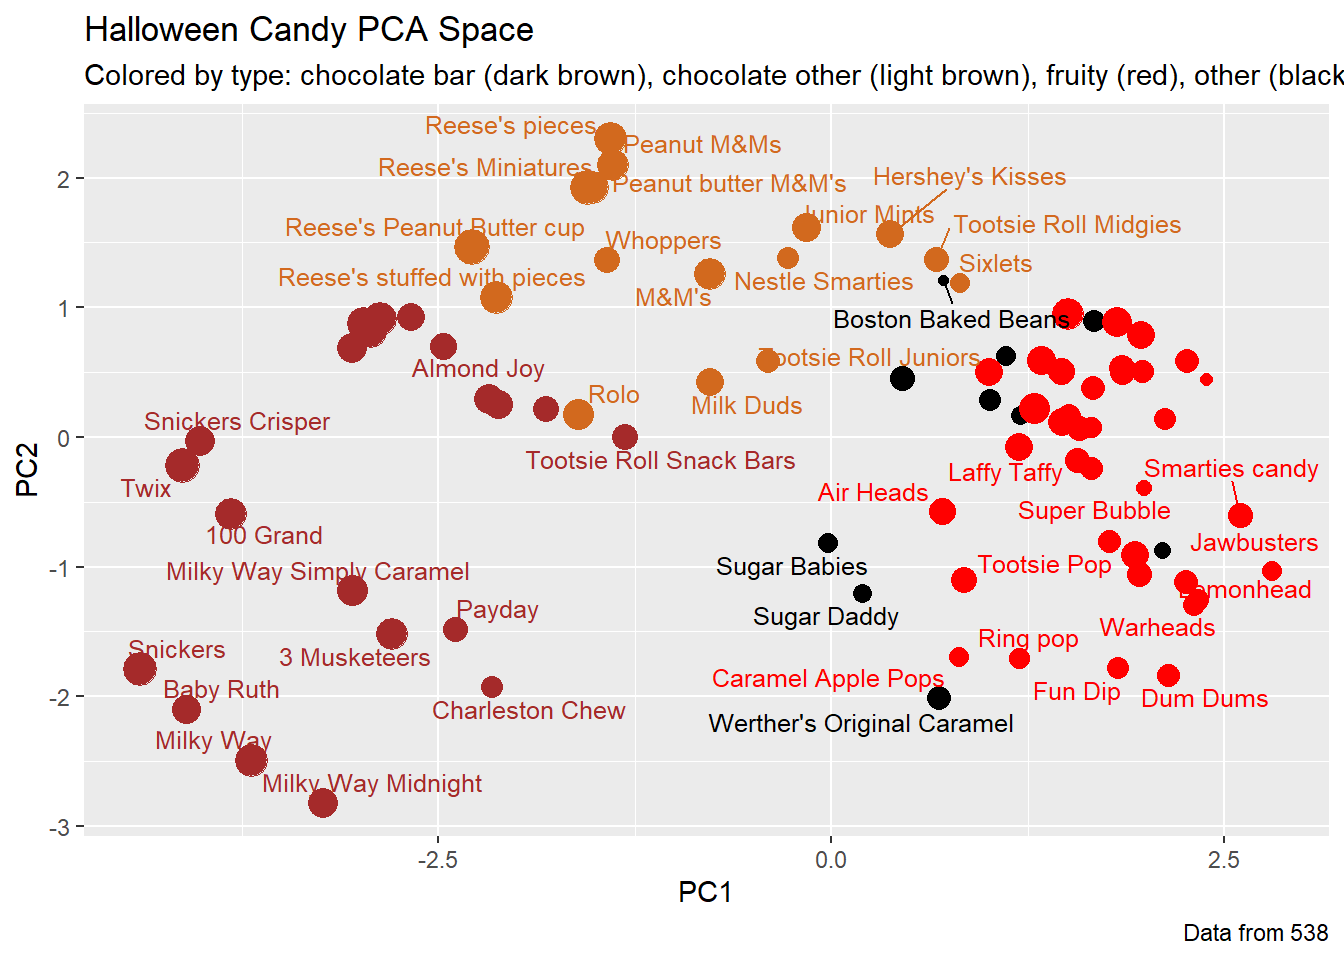 Halloween Candy PCA Space
Colored by type: chocolate bar (dark brown), chocolate other (light brown), fruity (red), other (black
Reese's pieces
Peanut M&Ms
Reese's Miniatures
Peanut butter M&M's
Hershey's Kisses
Junior Mints
Reese's Peanut Butter cup
Tootsie Roll Midgies
Whoppers
Sixlets
Reese's stuffed with pieces
Nestle Smarties
M&M's
Boston Baked Beans
Tootsie Roll Juniors
Almond Joy
Rolo
Milk Duds
Snickers Crisper
Tootsie Roll Snack Bars
Smarties candy
Laffy Taffy
Twix
Air Heads
Super Bubble
100 Grand
Jawbusters
Sugar Babies
Tootsie Pop
Milky Way Simply Caramel
Lemonhead
Payday
Sugar Daddy
Warheads
Ring pop
Snickers
3 Musketeers
Caramel Apple Pops
Baby Ruth
Fun Dip
Dum Dums
Charleston Chew
Werther's Original Caramel
Milky Way
Milky Way Midnight
2
1
0
-1
-2
-3
PC2
-2.5
0.0
2.5
PC1
Data from 538